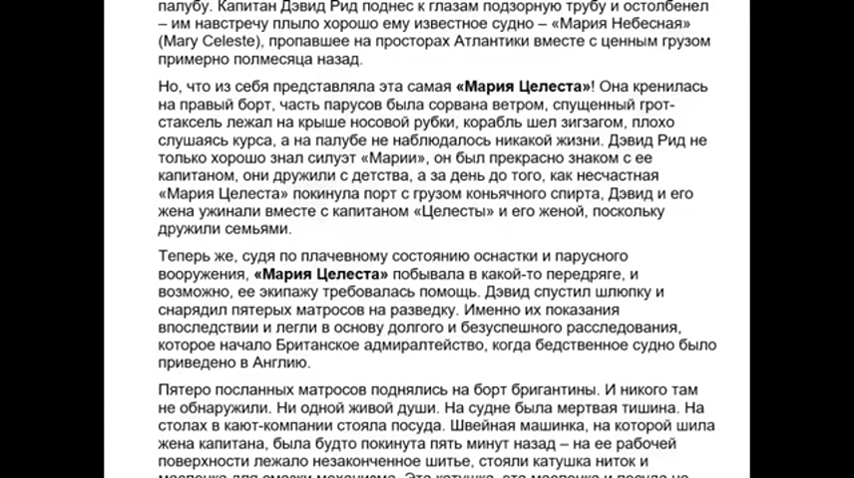 палубу. Капитан Дэвид Рид поднес к глазам подзорную трубу и остолбенел
– им навстречу плыло хорошо ему известное судно – «Мария Небесная»
(Mary Celeste), пропавшее на просторах Атлантики вместе с ценным грузом
примерно полмесяца назад.
Но, что из себя представляла эта самая «Мария Целеста»! Она кренилась
на правый борт, часть парусов была сорвана ветром, спущенный грот-
стаксель лежал на крыше носовой рубки, корабль шел зигзагом, плохо
слушаясь курса, а на палубе не наблюдалось никакой жизни. Дэвид Рид не
только хорошо знал силуэт «Марии», он был прекрасно знаком с ее
капитаном, они дружили с детства, а за день до того, как несчастная
«Мария Целеста» покинула порт с грузом коньячного спирта, Дэвид и его
жена ужинали вместе с капитаном «Целесты» и его женой, поскольку
дружили семьями.
Теперь же, судя по плачевному состоянию оснастки и парусного
вооружения, «Мария Целеста» побывала в какой-то передряге, и
возможно, ее экипажу требовалась помощь. Дэвид спустил шлюпку и
снарядил пятерых матросов на разведку. Именно их показания
впоследствии и легли в основу долгого и безуспешного расследования,
которое начало Британское адмиралтейство, когда бедственное судно было
приведено в Англию.
Пятеро посланных матросов поднялись на борт бригантины. И никого там
не обнаружили. Ни одной живой души. На судне была мертвая тишина. На
столах в кают-компании стояла посуда. Швейная машинка, на которой шила
жена капитана, была будто покинута пять минут назад – на ее рабочей
поверхности лежало незаконченное шитье, стояли катушка ниток и
масленка для смазки механизма. Эта катушка, эта масленка и посуда на